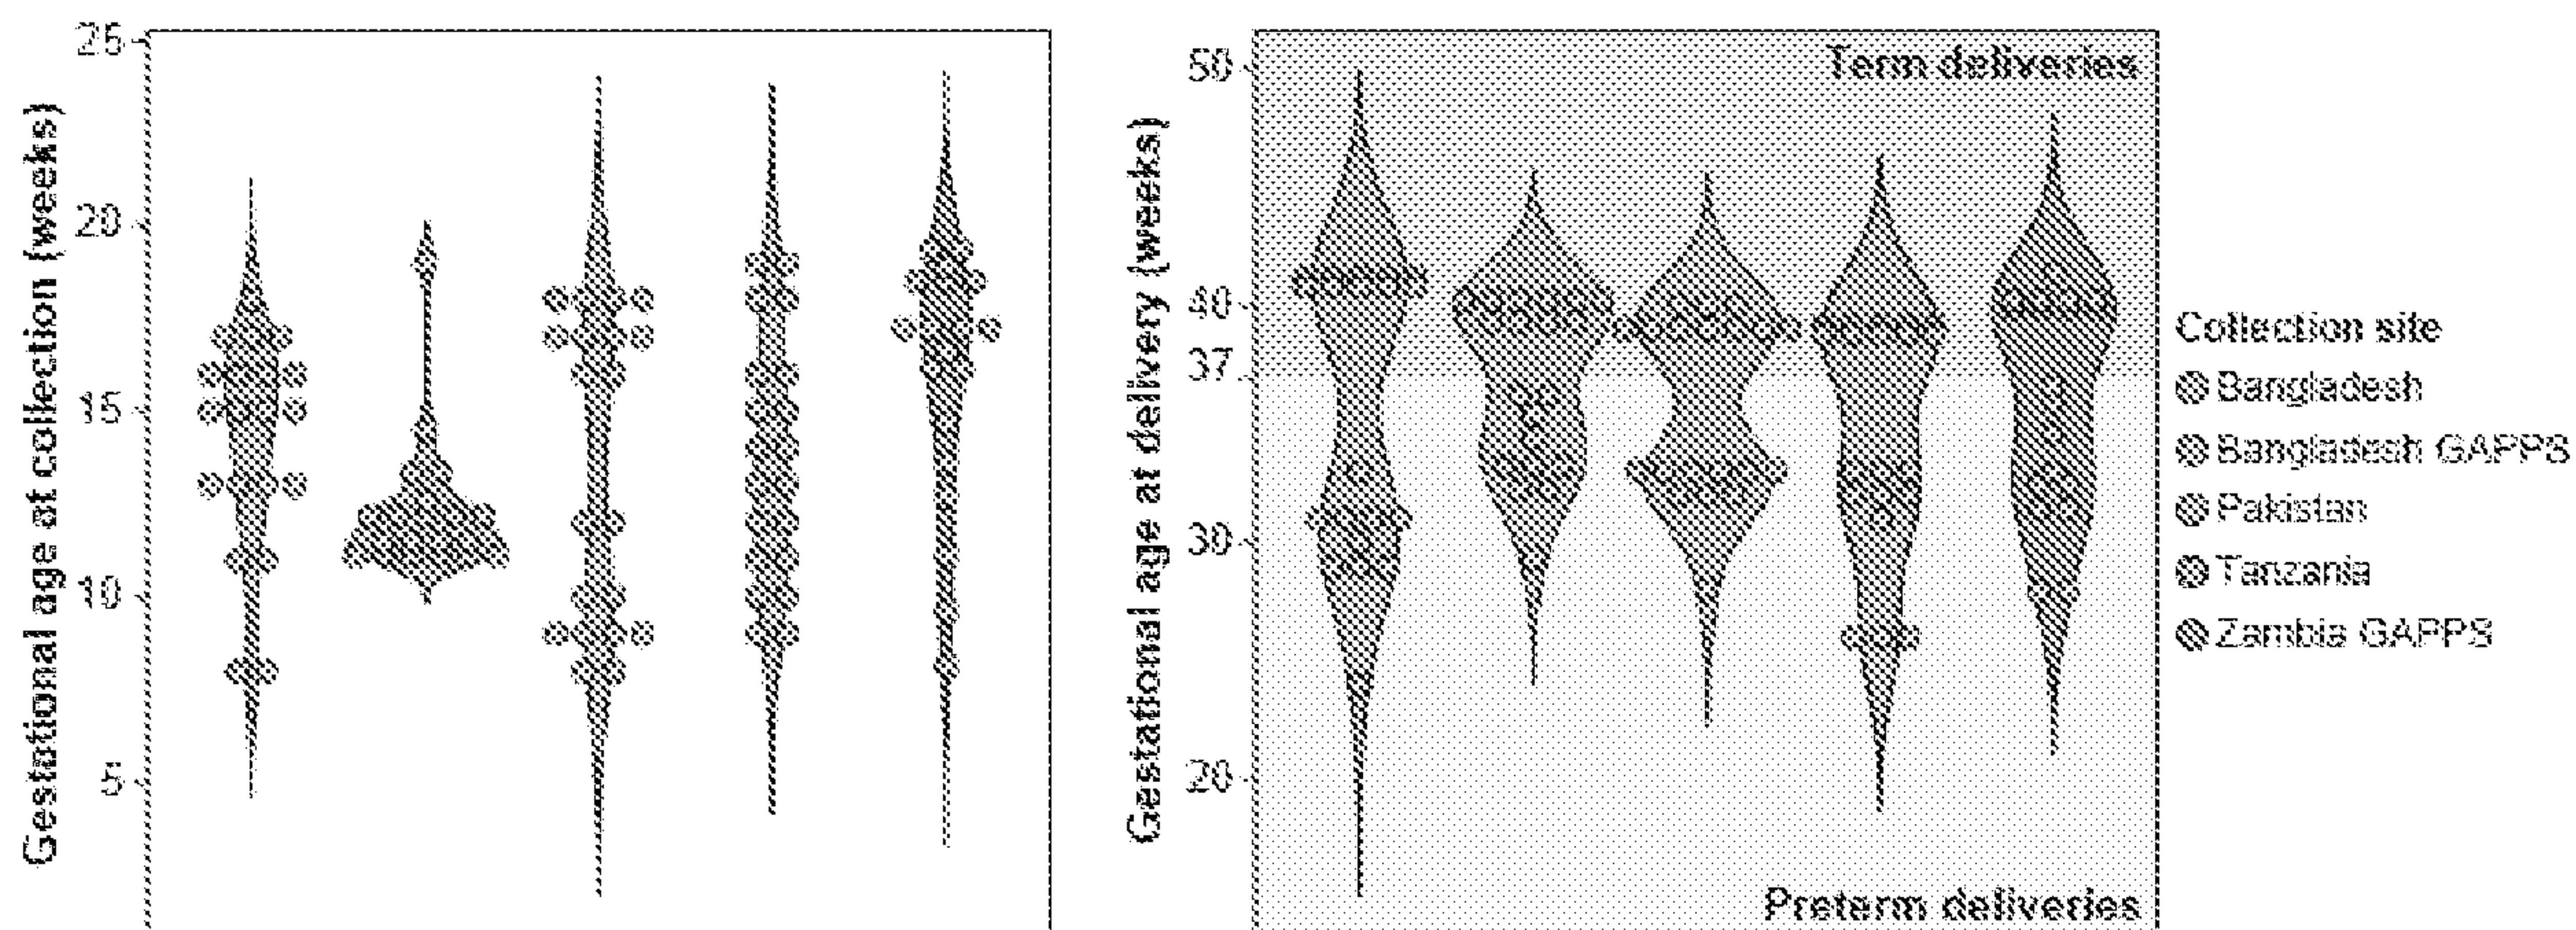 Gestational age at collection (weeks)
25
20
15
10
5
Gestational age at delivery (weeks)
50
40
37
30
20
Term deliveries
Preterm deliveries
Collection site
Bangladesh
Bangladesh GAPPS
Pakistan
Tanzania
Zambia GAPPS